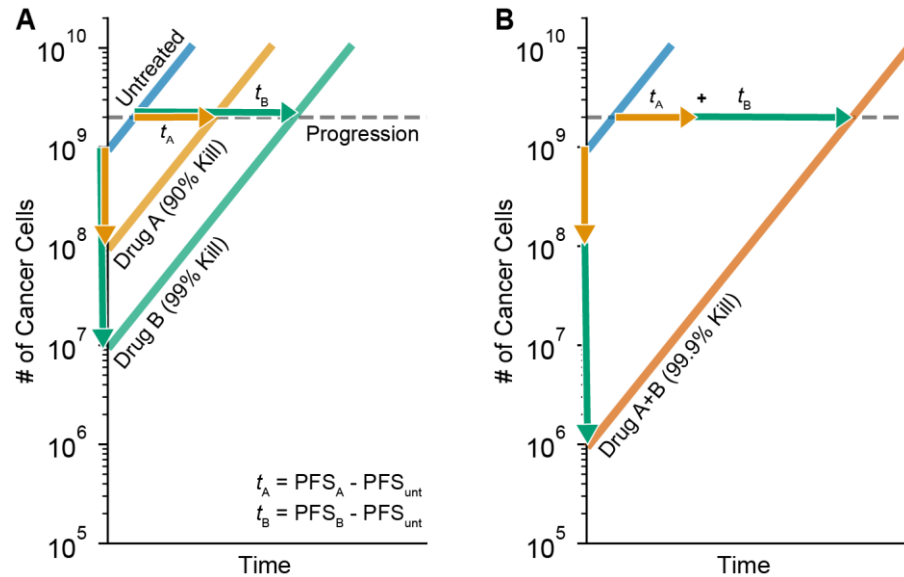 A
# of Cancer Cells
10^10
10^9
10^8
10^7
10^6
10^5
Untreated
t_B
t_A
Progression
Drug A (90% Kill)
Drug B (99% Kill)
t_A = PFS_A - PFS_unt
t_B = PFS_B - PFS_unt
Time
B
# of Cancer Cells
10^10
10^9
10^8
10^7
10^6
10^5
t_A + t_B
Drug A+B (99.9% Kill)
Time